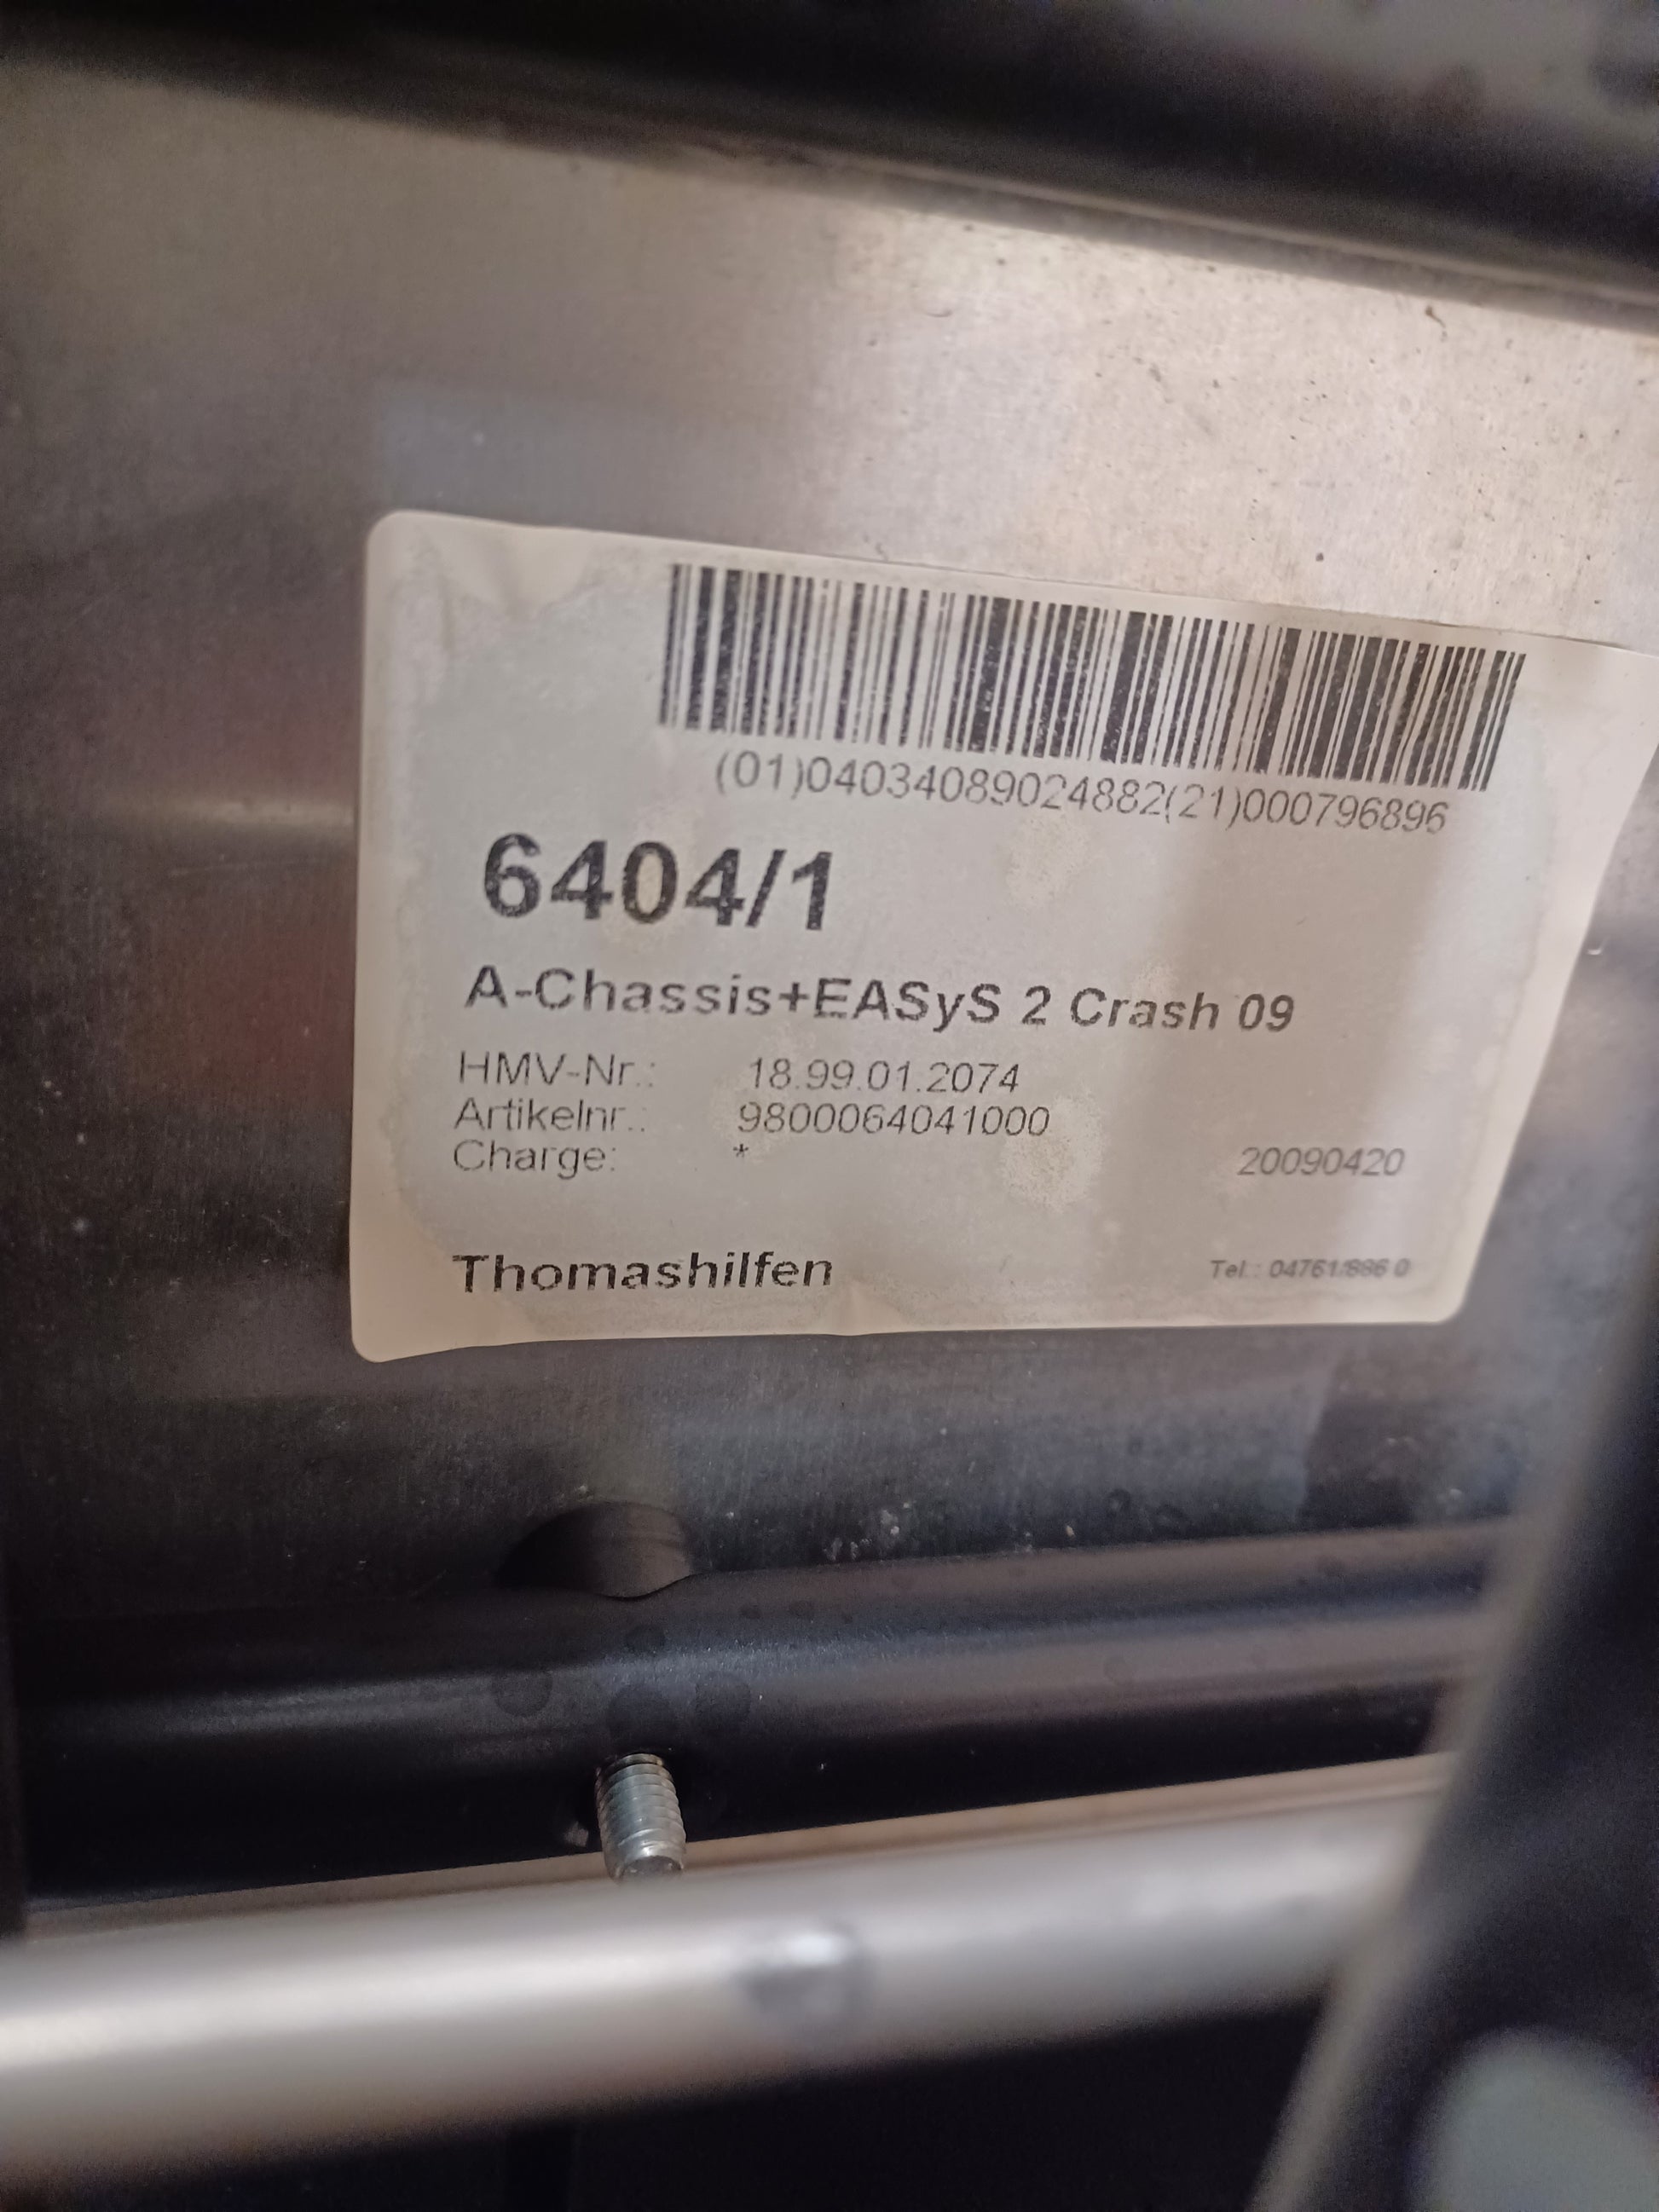 (01)04034089024882(21)000796896
6404/1
A-Chassis+EASyS 2 Crash 09
HMV-Nr.: 18.99.01.2074
Artikelnr.: 9800064041000
Charge: * 20090420
Thomashilfen Tel.: 04761/886 0